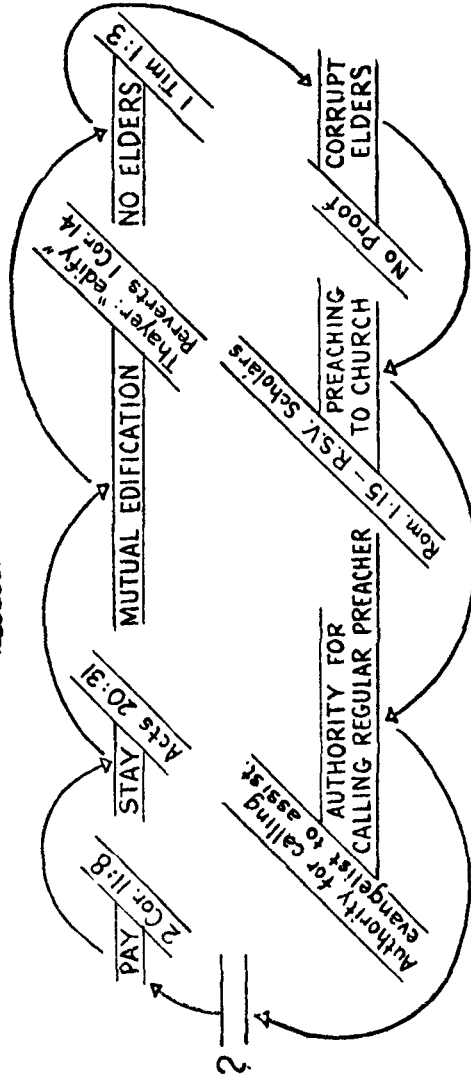 PAY
2 Cor. 11:8
STAY
Acts 20:31
MUTUAL EDIFICATION
Thayer: "edify"
Perverts 1 Cor. 14
NO ELDERS
1 Tim 1:3
CORRUPT
ELDERS
No Proof
PREACHING
TO CHURCH
Rom. 1:15 – R.S.V. Scholars
AUTHORITY FOR
CALLING REGULAR PREACHER
Authority for calling
evangelist to assist.
?